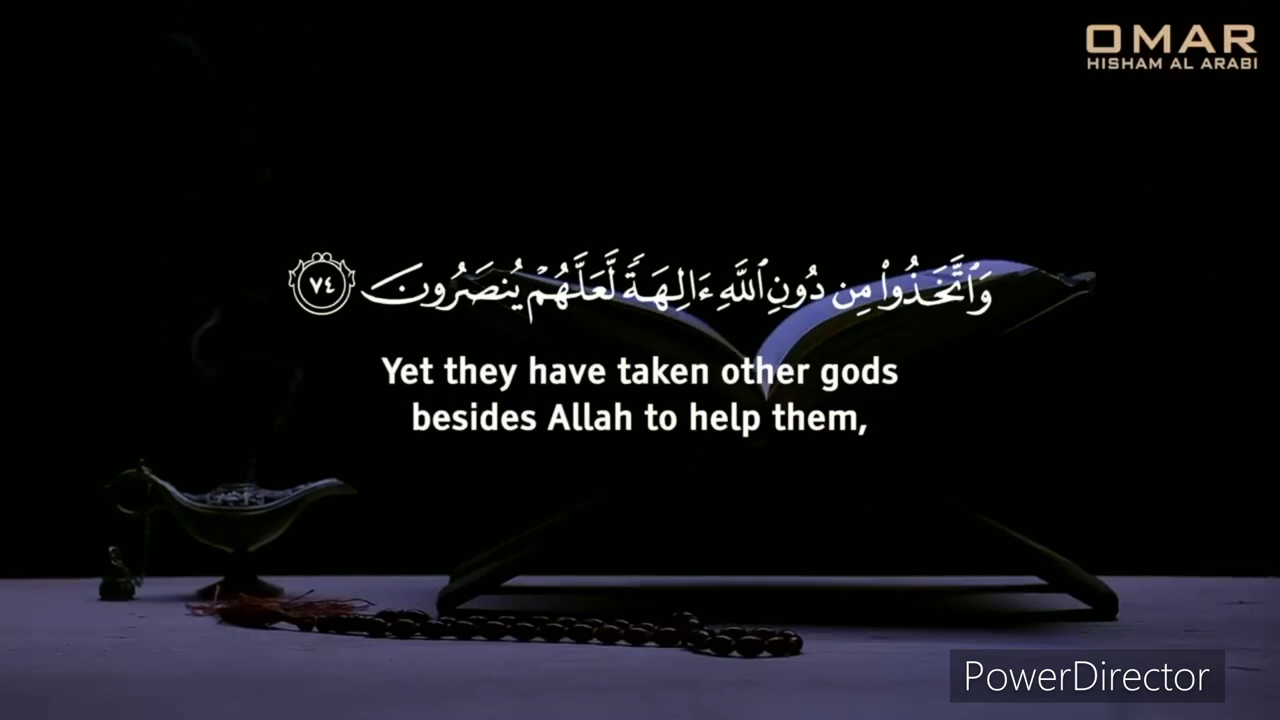 OMAR
HISHAM AL ARABI
وَٱتَّخَذُوا۟ مِن دُونِ ٱللَّهِ ءَالِهَةً لَّعَلَّهُمْ يُنصَرُونَ ٧٤
Yet they have taken other gods
besides Allah to help them,
PowerDirector